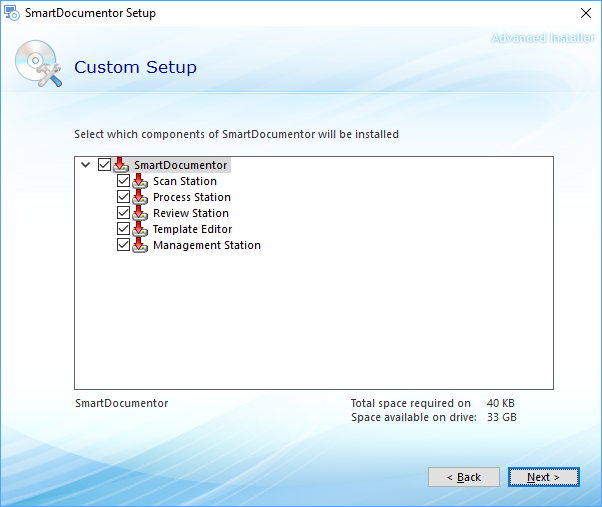 SmartDocumentor Setup
Advanced Installer
Custom Setup
Select which components of SmartDocumentor will be installed
SmartDocumentor
Scan Station
Process Station
Review Station
Template Editor
Management Station
SmartDocumentor
Total space required on 40 KB
Space available on drive: 33 GB
< Back
Next >